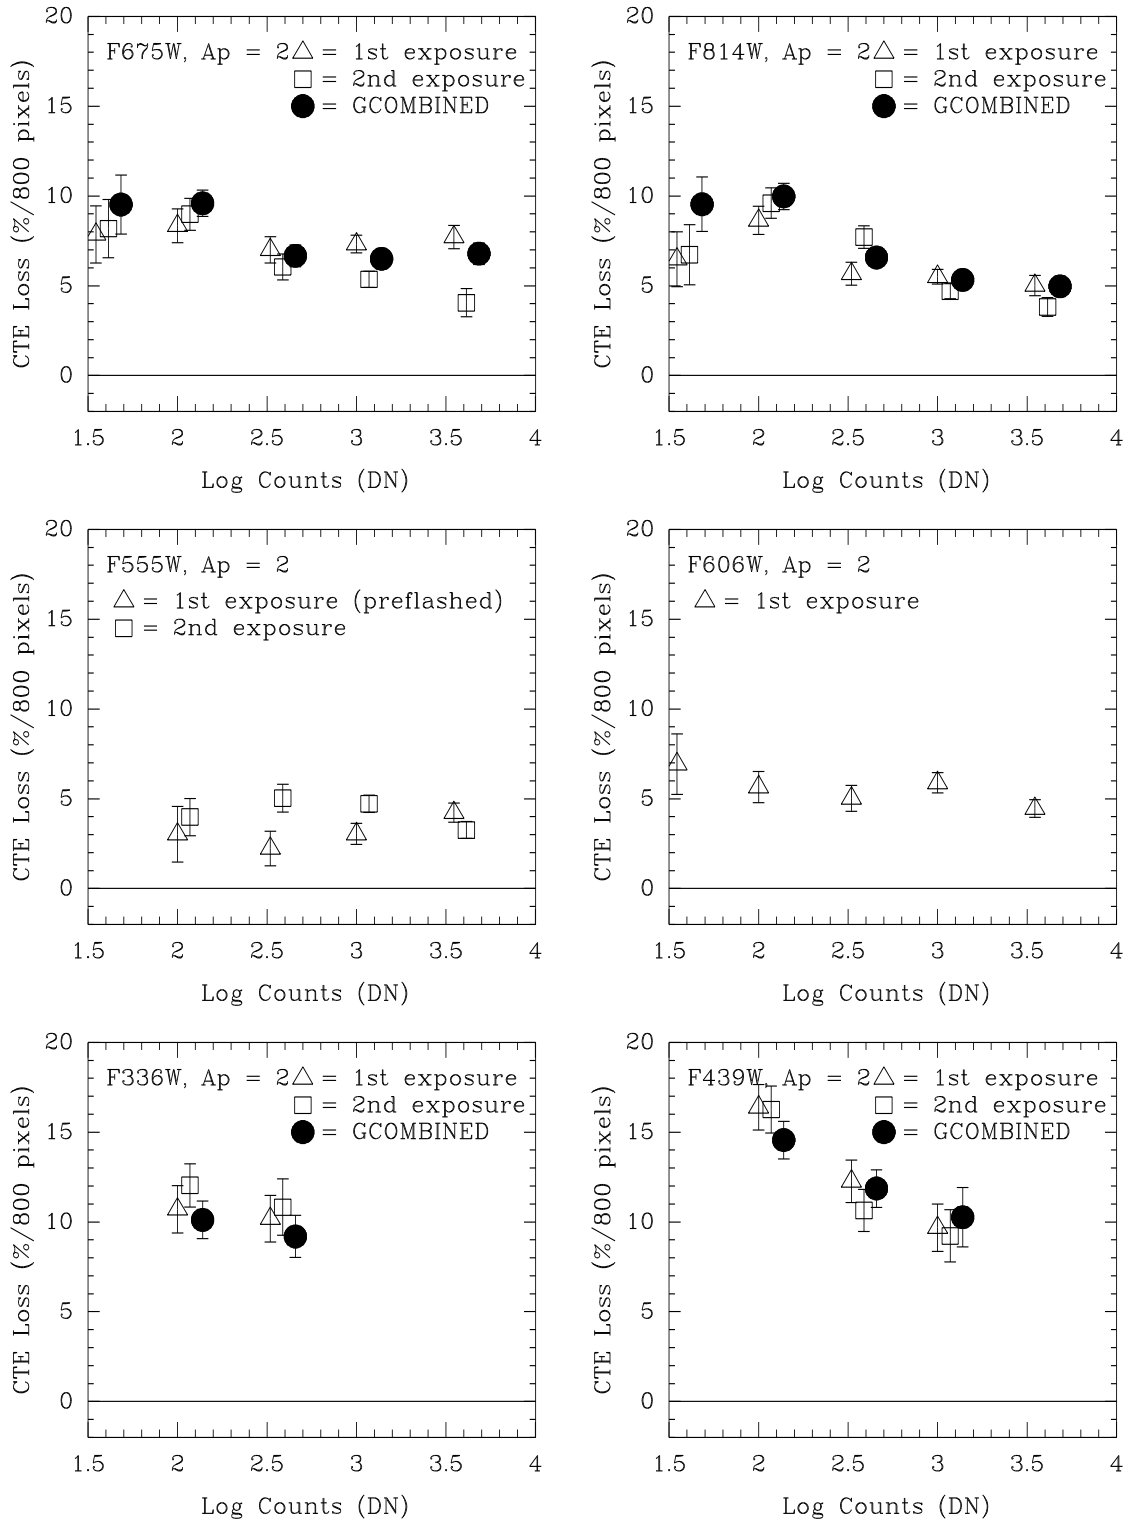 F675W, Ap = 2 △ = 1st exposure
□ = 2nd exposure
● = GCOMBINED
20
15
10
5
0
CTE Loss (%/800 pixels)
1.5 2 2.5 3 3.5 4
Log Counts (DN)
F814W, Ap = 2 △ = 1st exposure
□ = 2nd exposure
● = GCOMBINED
20
15
10
5
0
CTE Loss (%/800 pixels)
1.5 2 2.5 3 3.5 4
Log Counts (DN)
F555W, Ap = 2
△ = 1st exposure (preflashed)
□ = 2nd exposure
20
15
10
5
0
CTE Loss (%/800 pixels)
1.5 2 2.5 3 3.5 4
Log Counts (DN)
F606W, Ap = 2
△ = 1st exposure
20
15
10
5
0
CTE Loss (%/800 pixels)
1.5 2 2.5 3 3.5 4
Log Counts (DN)
F336W, Ap = 2 △ = 1st exposure
□ = 2nd exposure
● = GCOMBINED
20
15
10
5
0
CTE Loss (%/800 pixels)
1.5 2 2.5 3 3.5 4
Log Counts (DN)
F439W, Ap = 2 △ = 1st exposure
□ = 2nd exposure
● = GCOMBINED
20
15
10
5
0
CTE Loss (%/800 pixels)
1.5 2 2.5 3 3.5 4
Log Counts (DN)